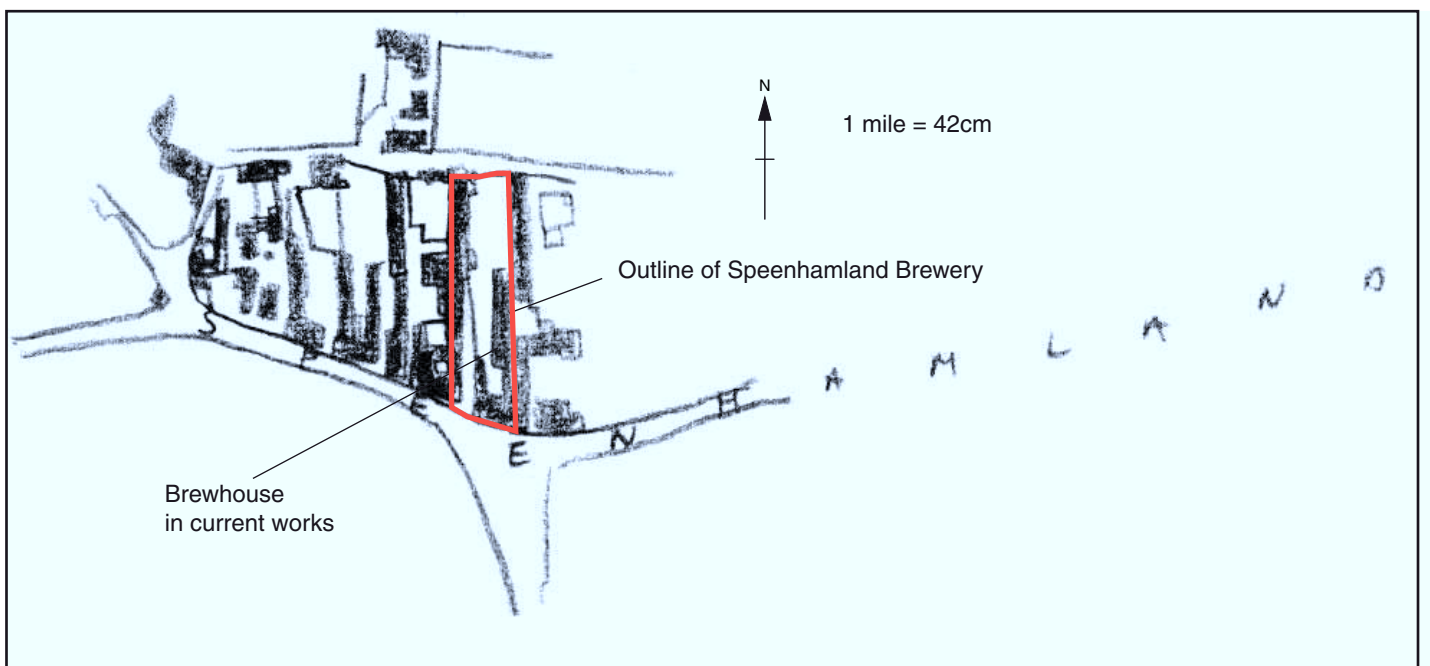 N
1 mile = 42cm
Outline of Speenhamland Brewery
S P E E N H A M L A N D
Brewhouse
in current works